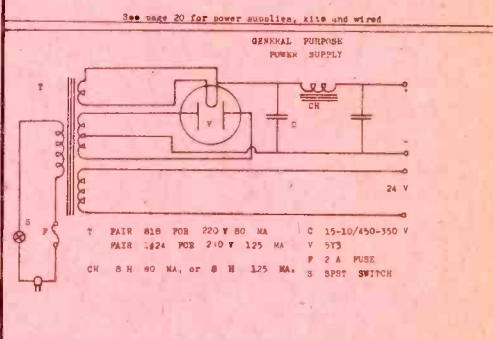 See page 20 for power supplies, kits and wired
GENERAL PURPOSE
POWER SUPPLY
T
CH
+
V
C
-
24 V
S
F
T PAIR 818 FOR 220 V 80 MA
PAIR 1424 FOR 240 V 125 MA
CH 8 H 80 MA, or 8 H 125 MA.
C 15-10/450-350 V
V 5Y3
F 2 A FUSE
S SPST SWITCH